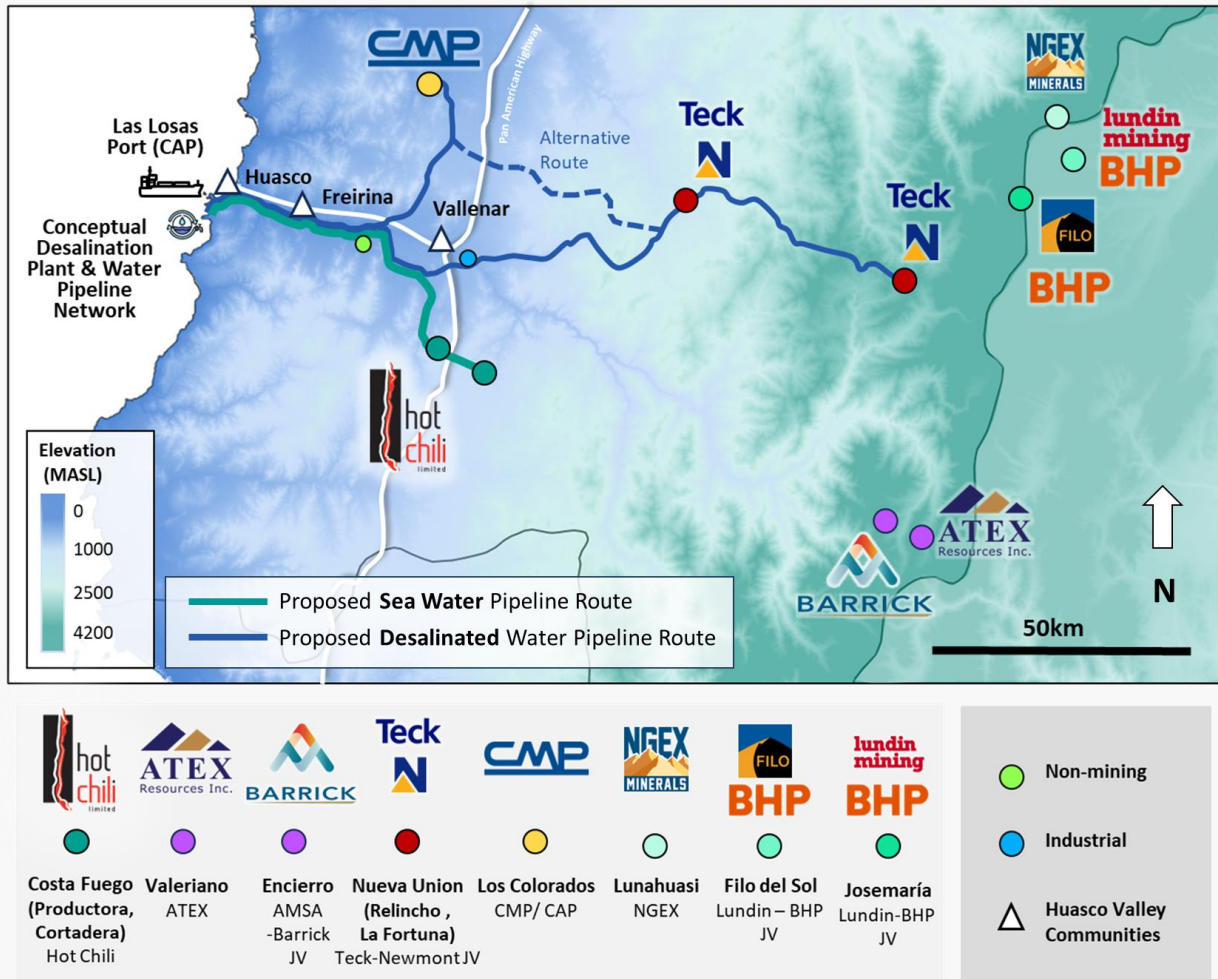 CMP
Pan American Highway
NGEX
MINERALS
Las Losas
Port (CAP)
Teck
N
Alternative
Route
lundin
mining
BHP
Huasco
Freirina
Vallenar
Teck
N
FILO
BHP
Conceptual
Desalination
Plant & Water
Pipeline
Network
hot
chili
limited
Elevation
(MASL)
0
1000
2500
4200
ATEX
Resources Inc.
BARRICK
N
50km
Proposed Sea Water Pipeline Route
Proposed Desalinated Water Pipeline Route
hot
chili
limited
ATEX
Resources Inc.
BARRICK
Teck
N
CMP
NGEX
MINERALS
FILO
BHP
lundin
mining
BHP
Costa Fuego
(Productora,
Cortadera)
Hot Chili
Valeriano
ATEX
Encierro
AMSA
-Barrick
JV
Nueva Union
(Relincho ,
La Fortuna)
Teck-Newmont JV
Los Colorados
CMP/ CAP
Lunahuasi
NGEX
Filo del Sol
Lundin – BHP
JV
Josemaría
Lundin-BHP
JV
Non-mining
Industrial
Huasco Valley
Communities